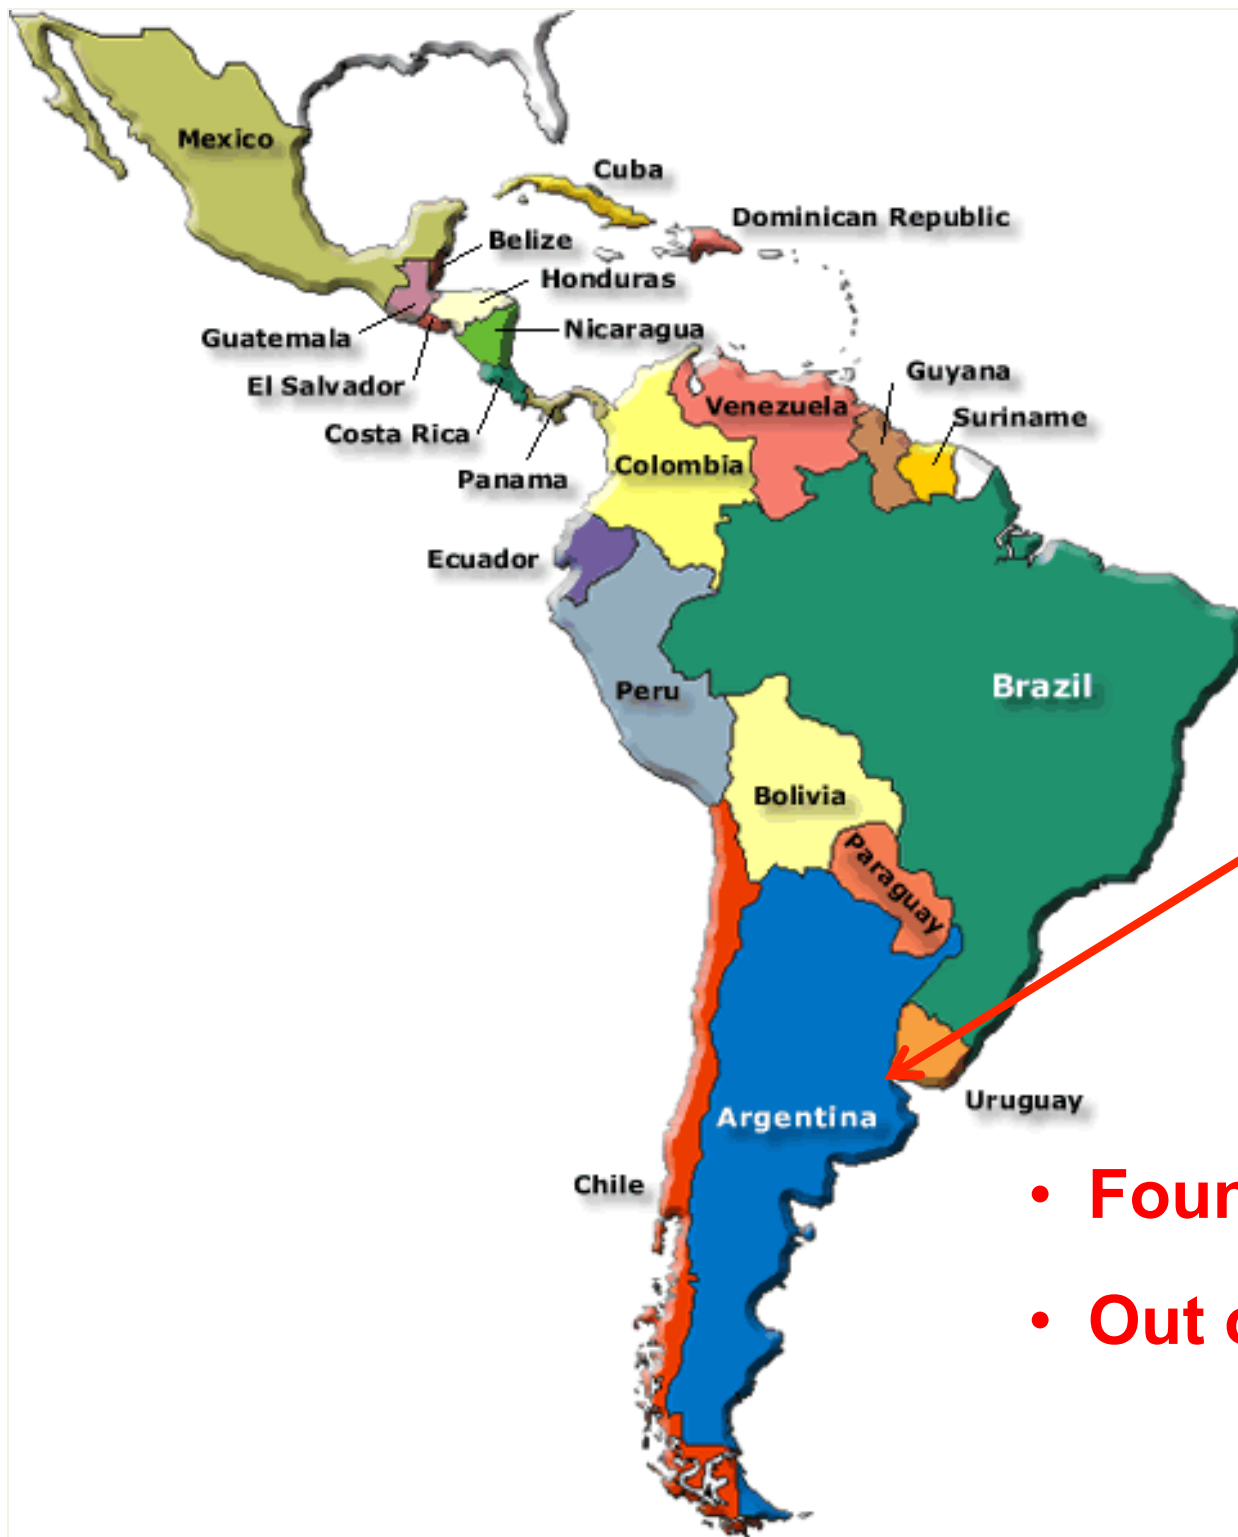 Mexico
Cuba
Dominican Republic
Belize
Honduras
Guatemala
Nicaragua
El Salvador
Guyana
Venezuela
Suriname
Costa Rica
Colombia
Panama
Ecuador
Brazil
Peru
Bolivia
Paraguay
Uruguay
Argentina
Chile
• Four
• Out